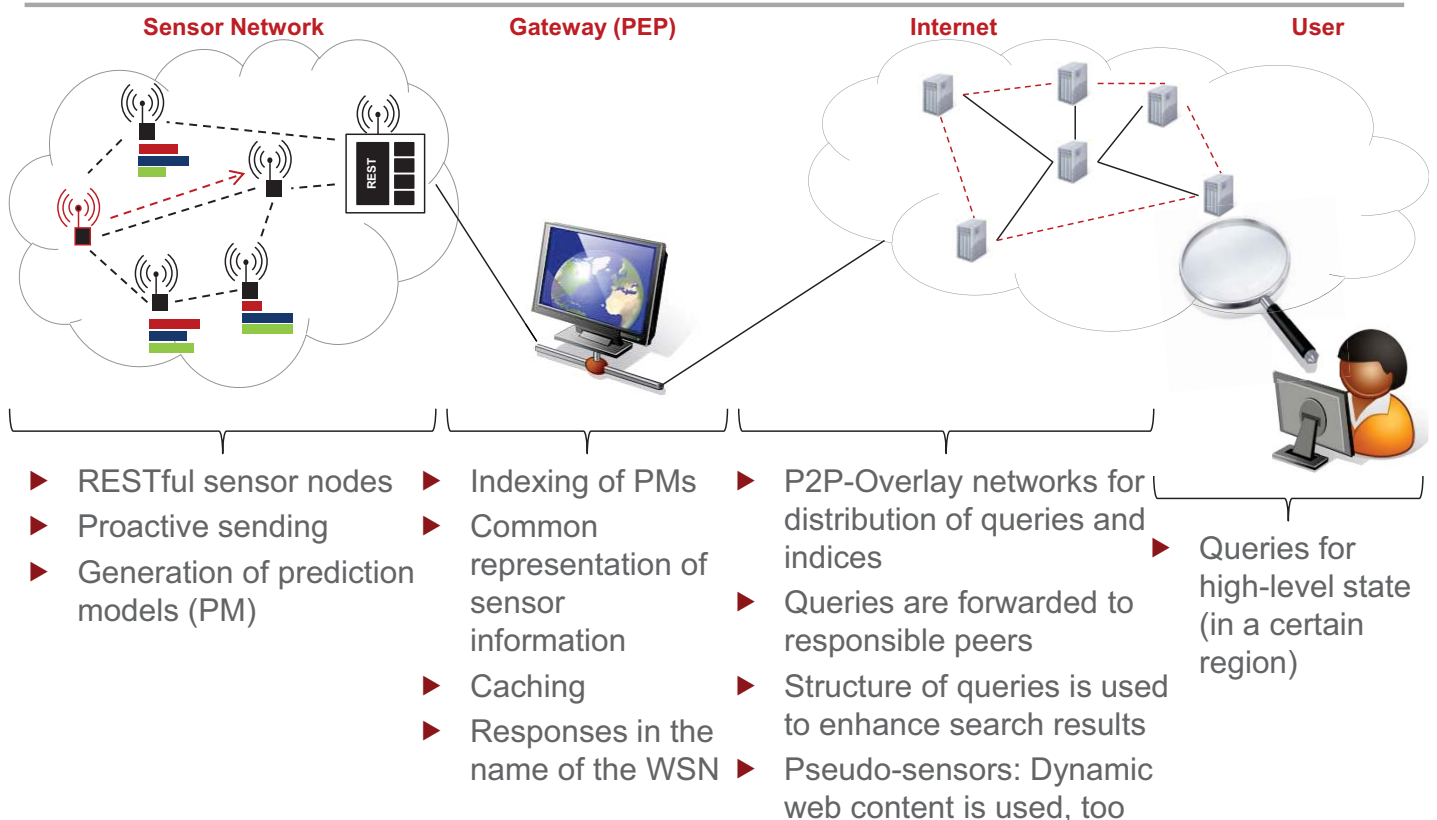 Sensor Network
Gateway (PEP)
Internet
User
REST
▶ RESTful sensor nodes
▶ Proactive sending
▶ Generation of prediction
models (PM)
▶ Indexing of PMs
▶ Common
representation of
sensor
information
▶ Caching
▶ Responses in the
name of the WSN
▶ P2P-Overlay networks for
distribution of queries and
indices
▶ Queries are forwarded to
responsible peers
▶ Structure of queries is used
to enhance search results
▶ Pseudo-sensors: Dynamic
web content is used, too
▶ Queries for
high-level state
(in a certain
region)